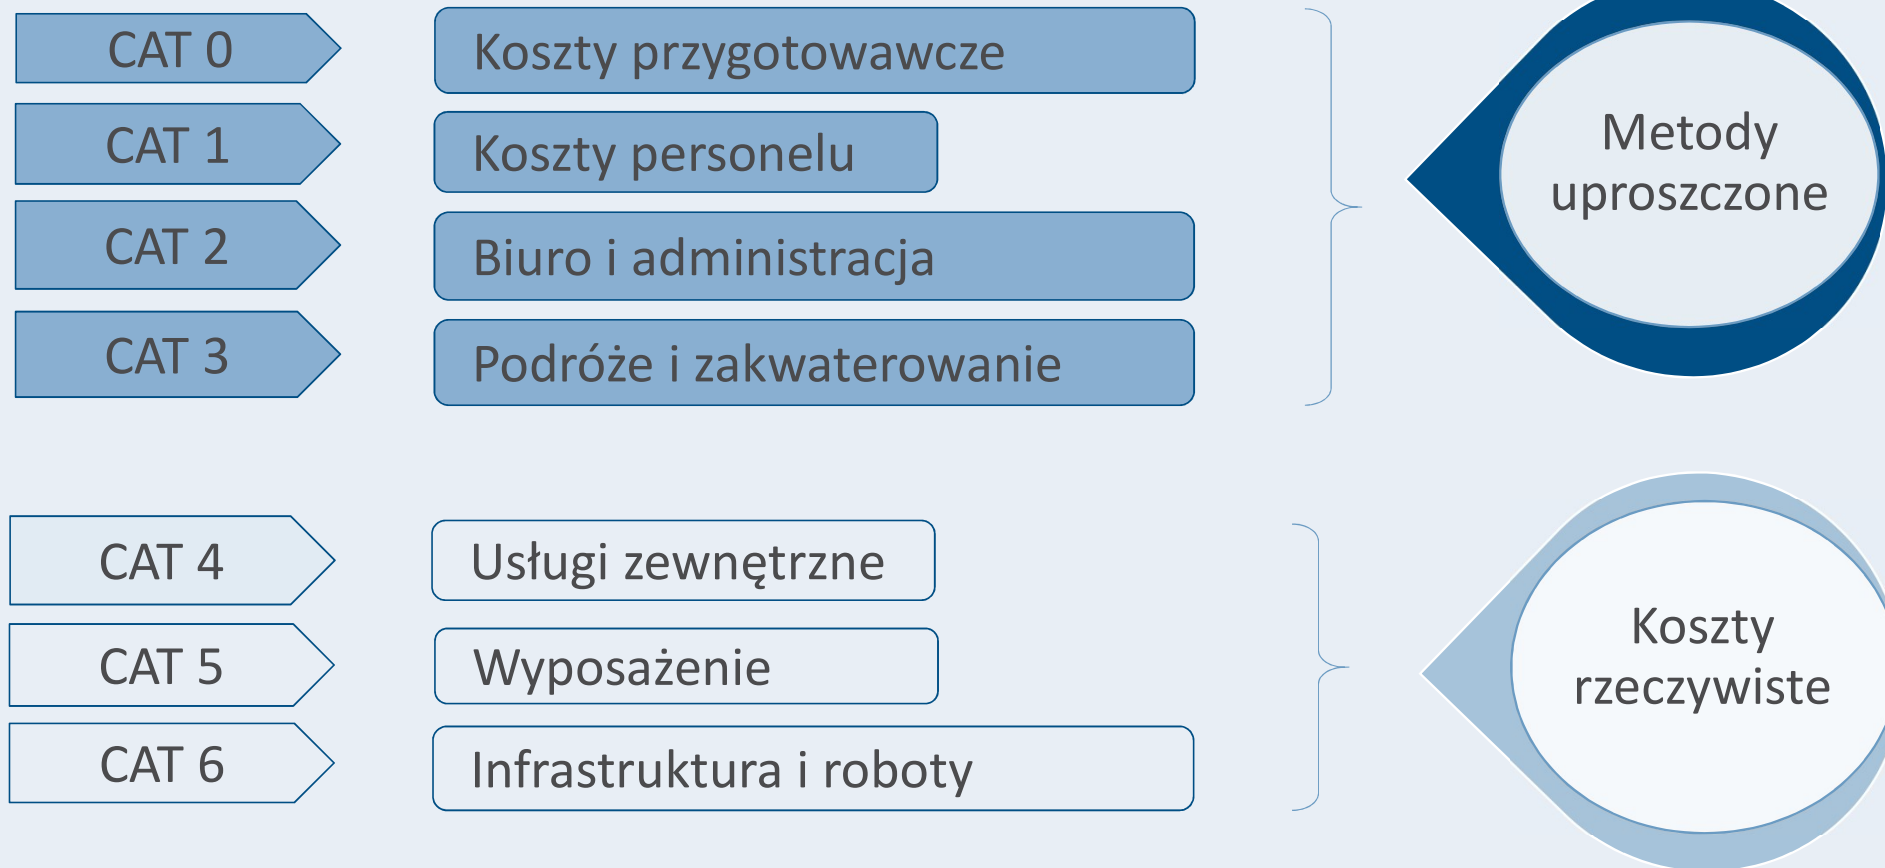 CAT 0
Koszty przygotowawcze
CAT 1
Koszty personelu
CAT 2
Biuro i administracja
CAT 3
Podróże i zakwaterowanie
Metody
uproszczone
CAT 4
Usługi zewnętrzne
CAT 5
Wyposażenie
CAT 6
Infrastruktura i roboty
Koszty
rzeczywiste